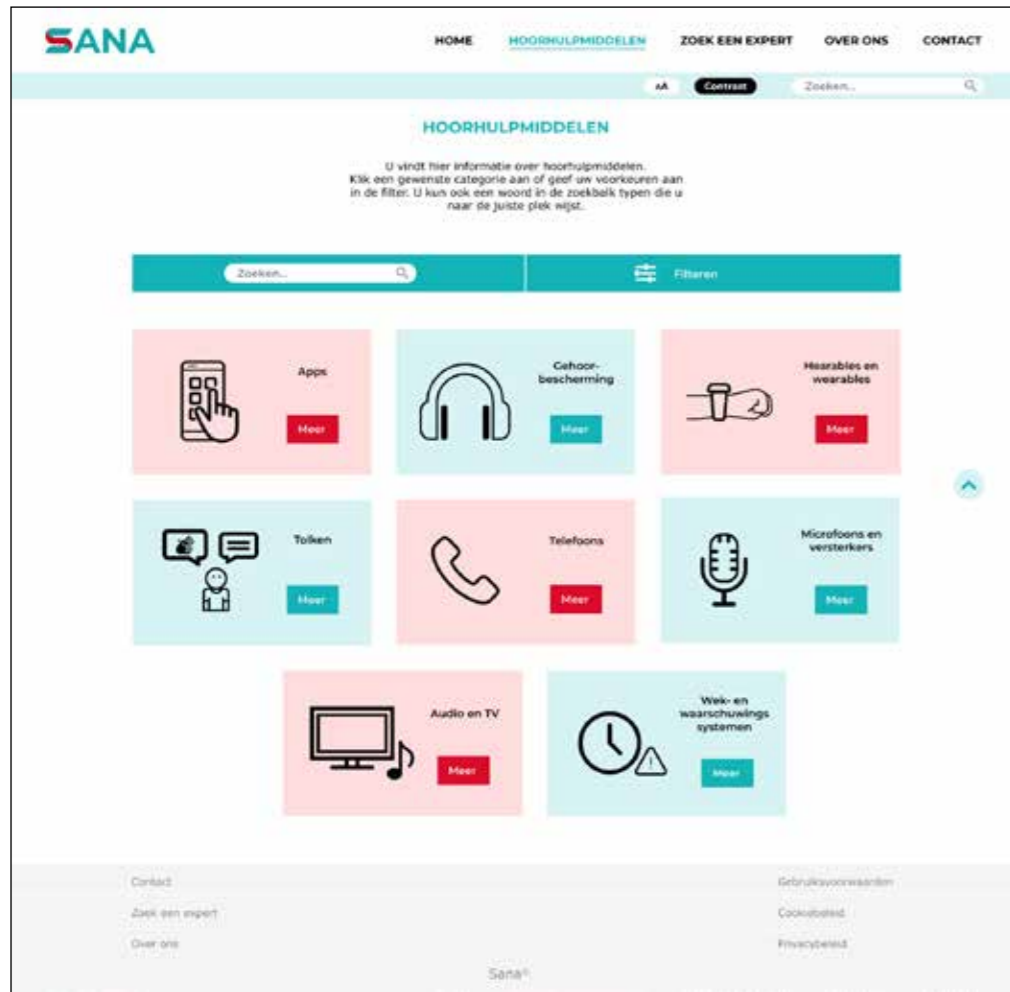 SANA
HOME HOORHULPMIDDELEN ZOEK EEN EXPERT OVER ONS CONTACT
AA Contrast Zoeken...
HOORHULPMIDDELEN
U vindt hier informatie over hoorhulpmiddelen.
Klik een gewenste categorie aan of geef uw voorkeuren aan
in de filter. U kun ook een woord in de zoekbalk typen die u
naar de juiste plek wijst.
Zoeken... Filteren
Apps
Meer
Gehoor-
bescherming
Meer
Hearables en
wearables
Meer
Tolken
Meer
Telefoons
Meer
Microfoons en
versterkers
Meer
Audio en TV
Meer
Wek- en
waarschuwings
systemen
Meer
Contact Gebruiksvoorwaarden
Zoek een expert Cookiebeleid
Over ons Privacybeleid
Sana®